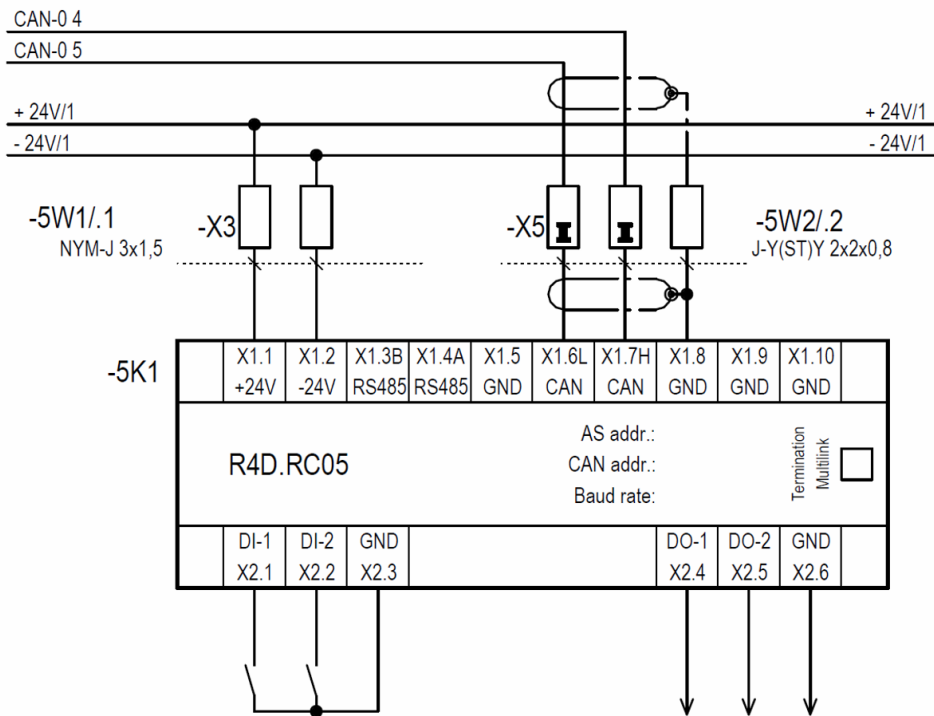 CAN-0 4
CAN-0 5
+ 24V/1 + 24V/1
- 24V/1 - 24V/1
-5W1/.1 -X3 -X5 -5W2/.2
NYM-J 3x1,5 J-Y(ST)Y 2x2x0,8
-5K1
X1.1 X1.2 X1.3B X1.4A X1.5 X1.6L X1.7H X1.8 X1.9 X1.10
+24V -24V RS485 RS485 GND CAN CAN GND GND GND
R4D.RC05
AS addr.:
CAN addr.:
Baud rate:
Termination
Multilink
DI-1 DI-2 GND DO-1 DO-2 GND
X2.1 X2.2 X2.3 X2.4 X2.5 X2.6